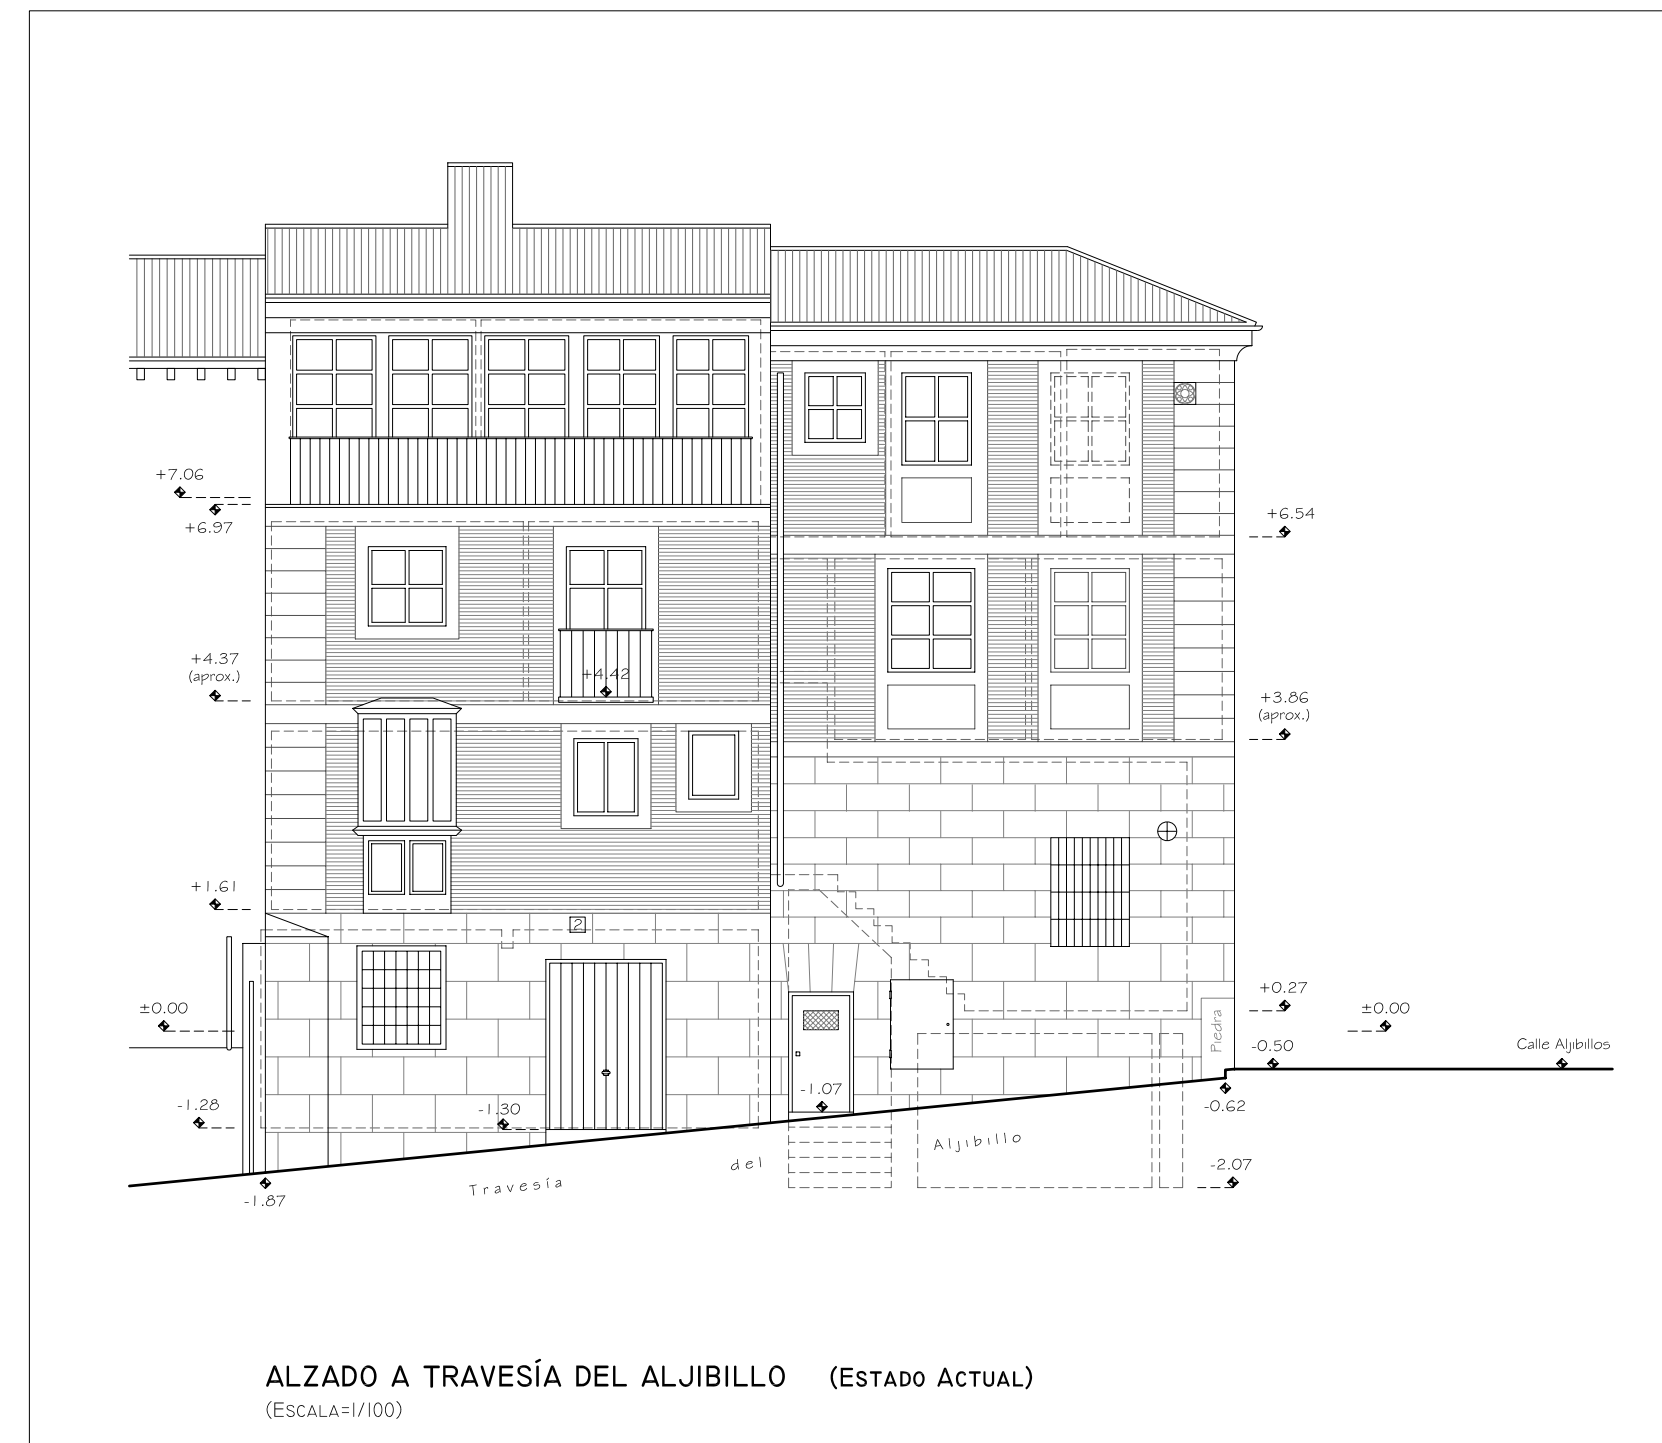 +7.06
+6.97
+6.54
+4.37
(aprox.)
+4.42
+3.86
(aprox.)
+1.61
2
±0.00
+0.27
±0.00
Piedra
-0.50
Calle Aljibillos
-1.28
-1.30
-1.07
-0.62
-1.87
Travesía del Aljibillo
-2.07
ALZADO A TRAVESÍA DEL ALJIBILLO (ESTADO ACTUAL)
(ESCALA=1/100)